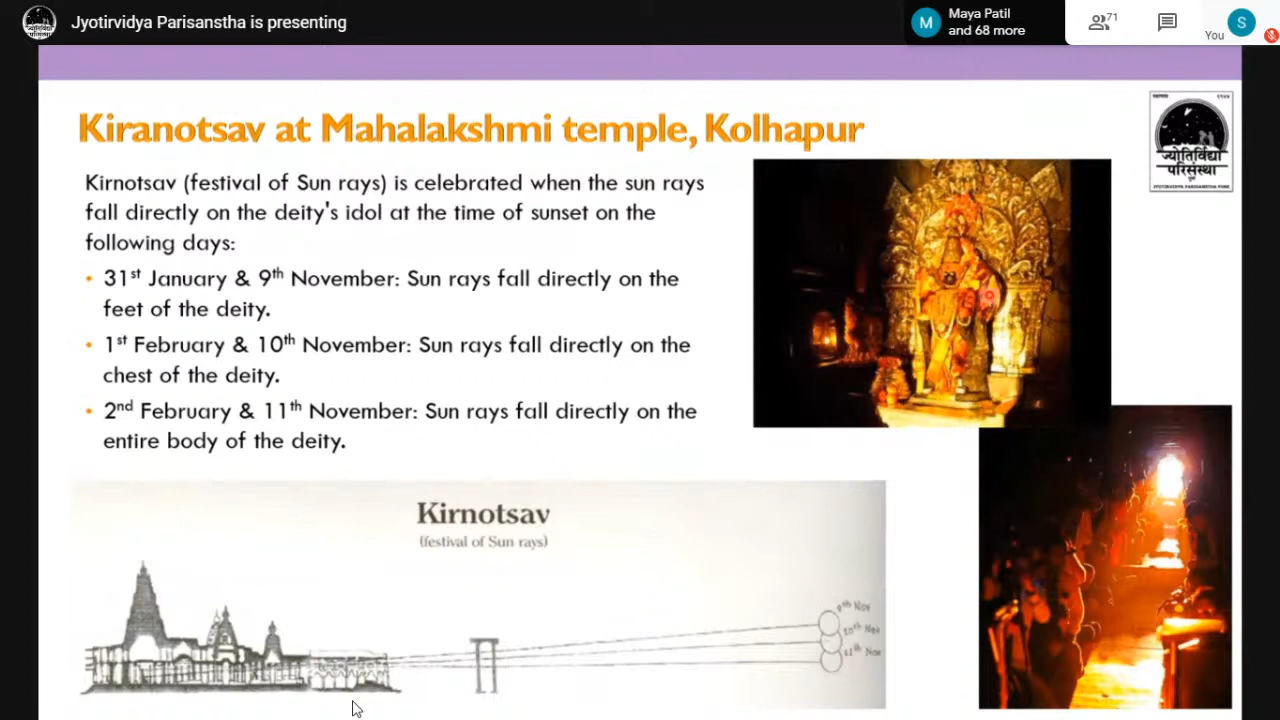 Jyotirvidya Parisanstha is presenting
M
Maya Patil
and 68 more
71
You
S
Kiranotsav at Mahalakshmi temple, Kolhapur
ज्योतिर्विद्या
परिसंस्था
पुणे
JYOTIRVIDYA PARISANSTHA PUNE
Kirnotsav (festival of Sun rays) is celebrated when the sun rays
fall directly on the deity's idol at the time of sunset on the
following days:
• 31st January & 9th November: Sun rays fall directly on the
feet of the deity.
• 1st February & 10th November: Sun rays fall directly on the
chest of the deity.
• 2nd February & 11th November: Sun rays fall directly on the
entire body of the deity.
Kirnotsav
(festival of Sun rays)
9th Nov
10th Nov
11th Nov